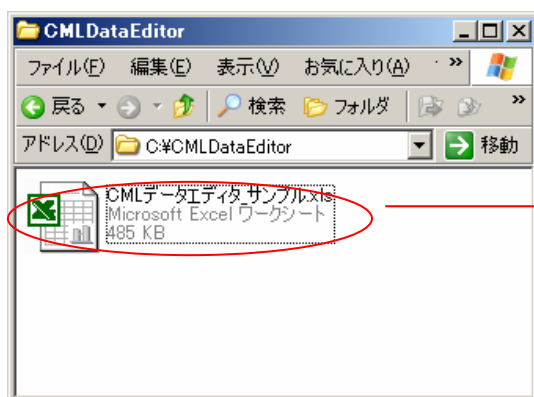 CMLDataEditor
ファイル(F) 編集(E) 表示(V) お気に入り(A) »
戻る 検索 フォルダ »
アドレス(D) C:¥CMLDataEditor 移動
CMLデータエディタ_サンプル.xls
Microsoft Excel ワークシート
485 KB